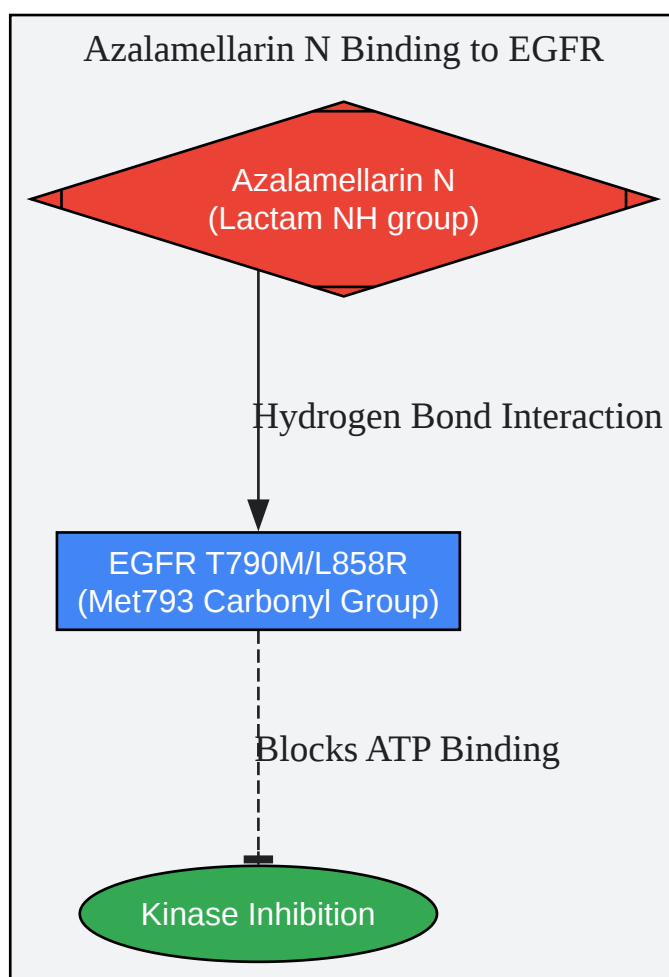 Azalamellarin N Binding to EGFR
Azalamellarin N
(Lactam NH group)
Hydrogen Bond Interaction
EGFR T790M/L858R
(Met793 Carbonyl Group)
Blocks ATP Binding
Kinase Inhibition